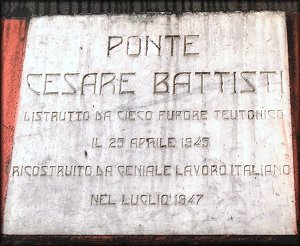 PONTE
CESARE BATTISTI
DISTRUTTO DA CIECO FURORE TEUTONICO
IL 25 APRILE 1945
RICOSTRUITO DA GENIALE LAVORO ITALIANO
NEL LUGLIO 1947